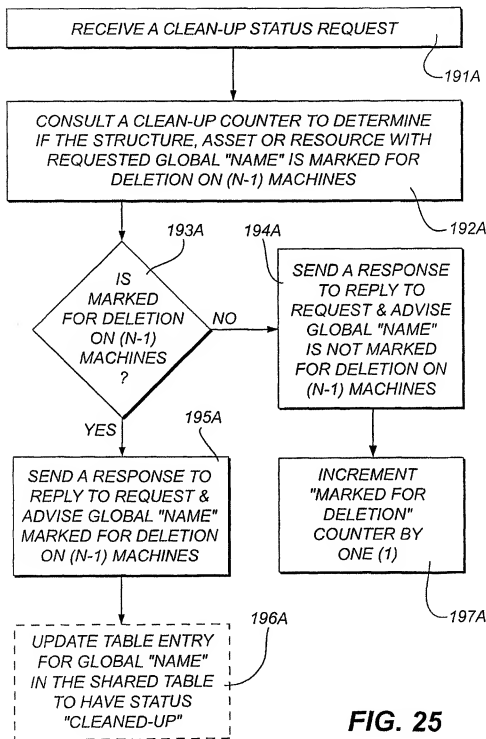 RECEIVE A CLEAN-UP STATUS REQUEST
191A
CONSULT A CLEAN-UP COUNTER TO DETERMINE
IF THE STRUCTURE, ASSET OR RESOURCE WITH
REQUESTED GLOBAL "NAME" IS MARKED FOR
DELETION ON (N-1) MACHINES
192A
193A
IS
MARKED
FOR DELETION
ON (N-1)
MACHINES
?
NO
YES
194A
SEND A RESPONSE
TO REPLY TO
REQUEST & ADVISE
GLOBAL "NAME"
IS NOT MARKED
FOR DELETION ON
(N-1) MACHINES
195A
SEND A RESPONSE TO
REPLY TO REQUEST &
ADVISE GLOBAL "NAME"
MARKED FOR DELETION
ON (N-1) MACHINES
INCREMENT
"MARKED FOR
DELETION"
COUNTER BY
ONE (1)
197A
196A
UPDATE TABLE ENTRY
FOR GLOBAL "NAME"
IN THE SHARED TABLE
TO HAVE STATUS
"CLEANED-UP"
FIG. 25